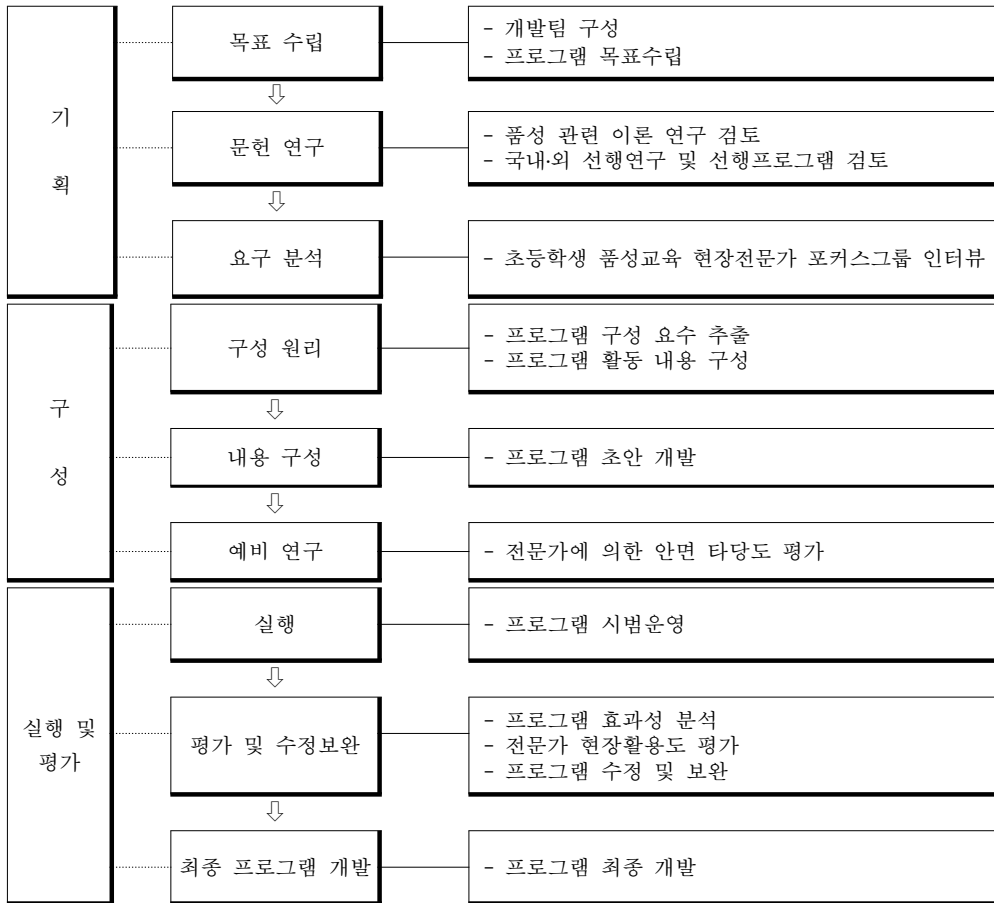 기
획
목표 수립
- 개발팀 구성
- 프로그램 목표수립
문헌 연구
- 품성 관련 이론 연구 검토
- 국내·외 선행연구 및 선행프로그램 검토
요구 분석
- 초등학생 품성교육 현장전문가 포커스그룹 인터뷰
구
성
구성 원리
- 프로그램 구성 요수 추출
- 프로그램 활동 내용 구성
내용 구성
- 프로그램 초안 개발
예비 연구
- 전문가에 의한 안면 타당도 평가
실행 및
평가
실행
- 프로그램 시범운영
평가 및 수정보완
- 프로그램 효과성 분석
- 전문가 현장활용도 평가
- 프로그램 수정 및 보완
최종 프로그램 개발
- 프로그램 최종 개발